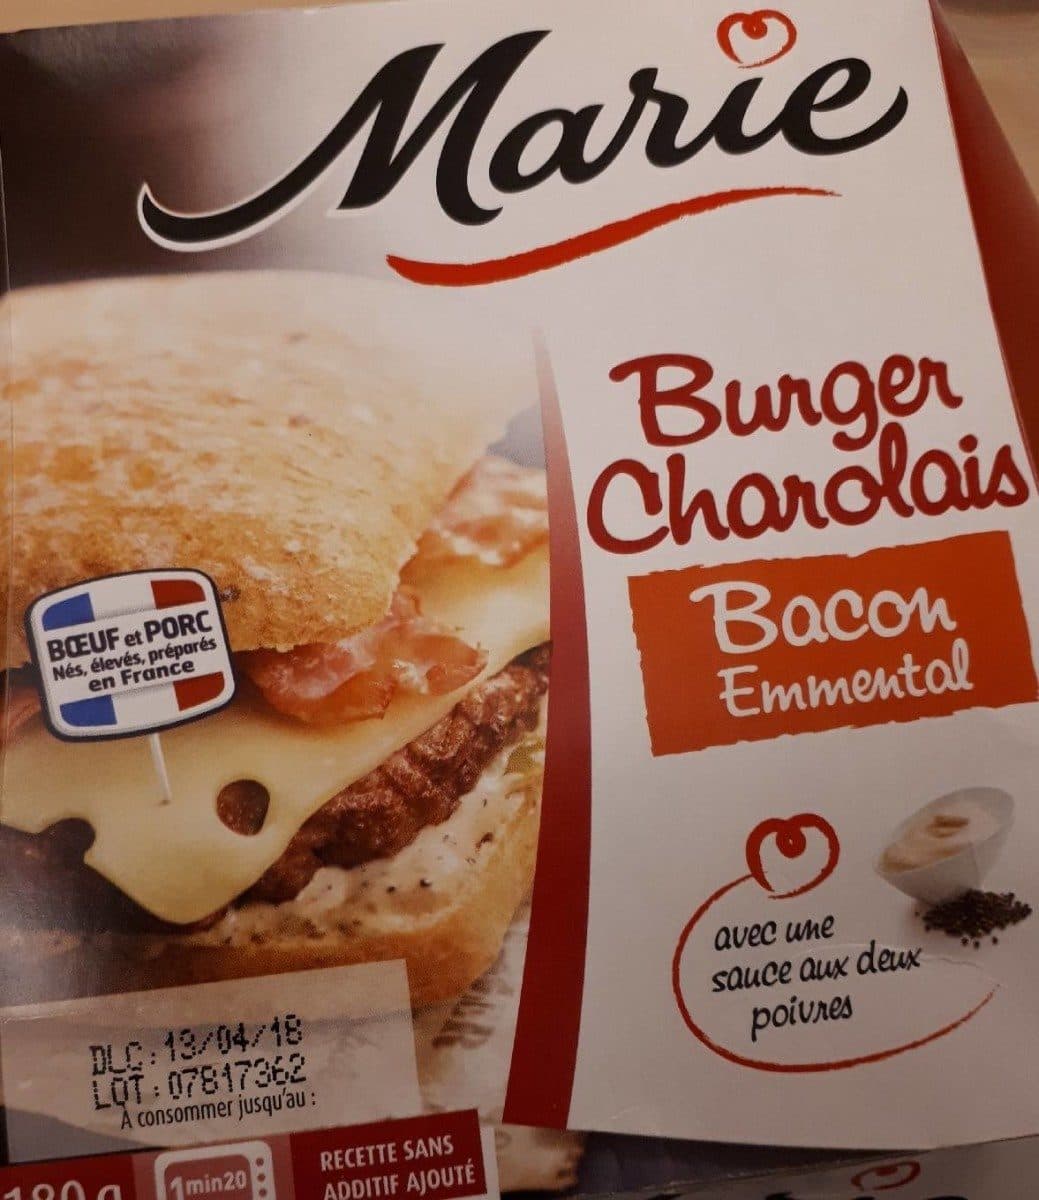 Marie
Burger
Charolais
Bacon
Emmental
BŒUF et PORC
Nés, élevés, préparés
en France
avec une
sauce aux deux
poivres
DLC : 13/04/18
LOT : 07817362
À consommer jusqu'au :
180 g
1min20
RECETTE SANS
ADDITIF AJOUTÉ